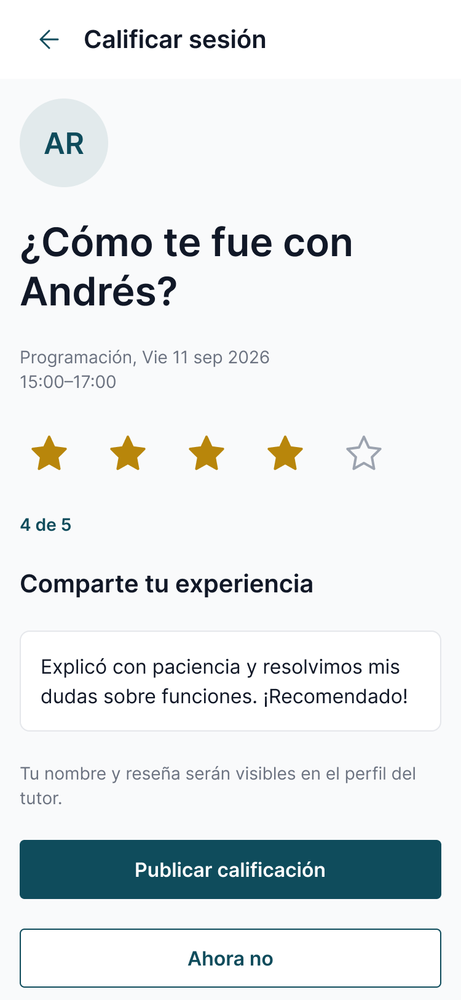 Calificar sesión
AR
¿Cómo te fue con
Andrés?
Programación, Vie 11 sep 2026
15:00–17:00
4 de 5
Comparte tu experiencia
Explicó con paciencia y resolvimos mis
dudas sobre funciones. ¡Recomendado!
Tu nombre y reseña serán visibles en el perfil del
tutor.
Publicar calificación
Ahora no